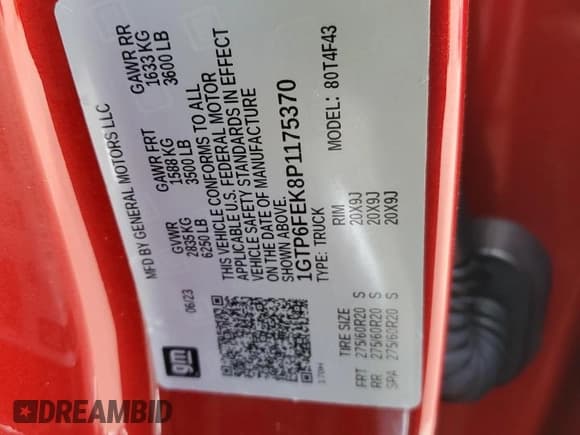 MFD BY GENERAL MOTORS LLC
06/23 GVWR GAWR FRT GAWR RR
2835 KG 1588 KG 1633 KG
6250 LB 3500 LB 3600 LB
THIS VEHICLE CONFORMS TO ALL
APPLICABLE U.S. FEDERAL MOTOR
VEHICLE SAFETY STANDARDS IN EFFECT
ON THE DATE OF MANUFACTURE
SHOWN ABOVE.
1GTP6FEK8P1175370
TYPE: TRUCK MODEL: 80T4F43
TIRE SIZE RIM
FRT 275/60R20 S 20X9J
RR 275/60R20 S 20X9J
SPA 275/60R20 S 20X9J
gm
DREAMBID